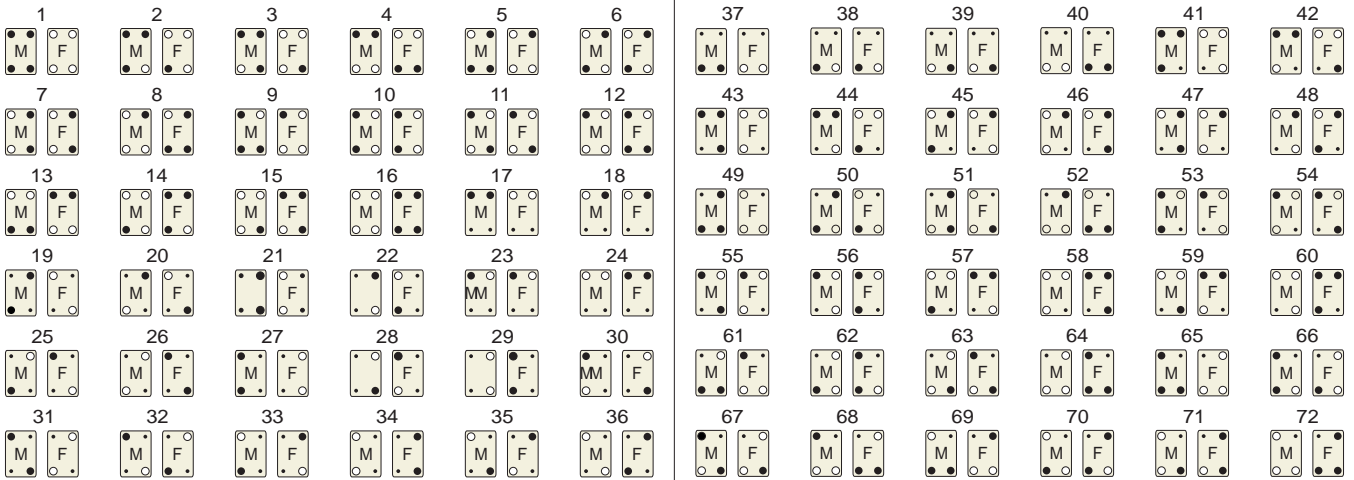 1 2 3 4 5 6
M F M F M F M F M F M F
7 8 9 10 11 12
M F M F M F M F M F M F
13 14 15 16 17 18
M F M F M F M F M F M F
19 20 21 22 23 24
M F M F F F MM F M F
25 26 27 28 29 30
M F M F M F F F MM F
31 32 33 34 35 36
M F M F M F M F M F M F
37 38 39 40 41 42
M F M F M F M F M F M F
43 44 45 46 47 48
M F M F M F M F M F M F
49 50 51 52 53 54
M F M F M F M F M F M F
55 56 57 58 59 60
M F M F M F M F M F M F
61 62 63 64 65 66
M F M F M F M F M F M F
67 68 69 70 71 72
M F M F M F M F M F M F